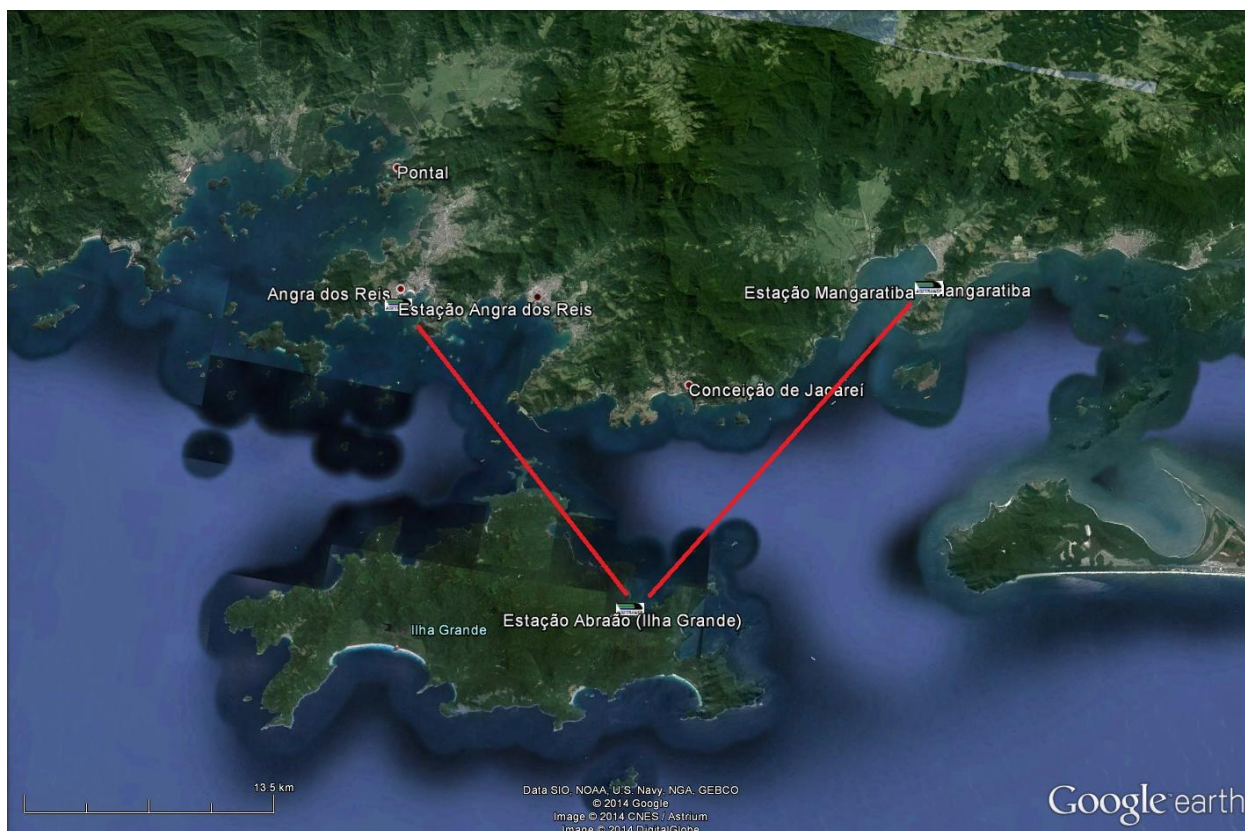 Pontal
Angra dos Reis
Estação Angra dos Reis
Estação Mangaratiba
Mangaratiba
Conceição de Jacareí
Estação Abraão (Ilha Grande)
Ilha Grande
13.5 km
Data SIO, NOAA, U.S. Navy, NGA, GEBCO
© 2014 Google
Image © 2014 CNES / Astrium
Image © 2014 DigitalGlobe
Google earth